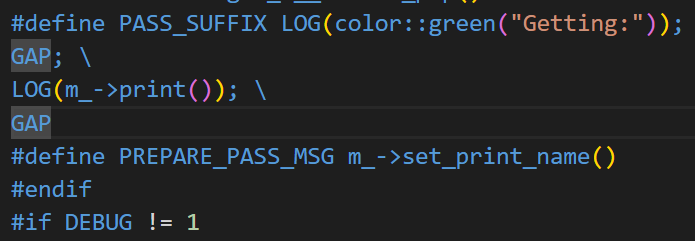 #define PASS_SUFFIX LOG(color::green("Getting:"));
GAP; \
LOG(m_->print()); \
GAP
#define PREPARE_PASS_MSG m_->set_print_name()
#endif
#if DEBUG != 1